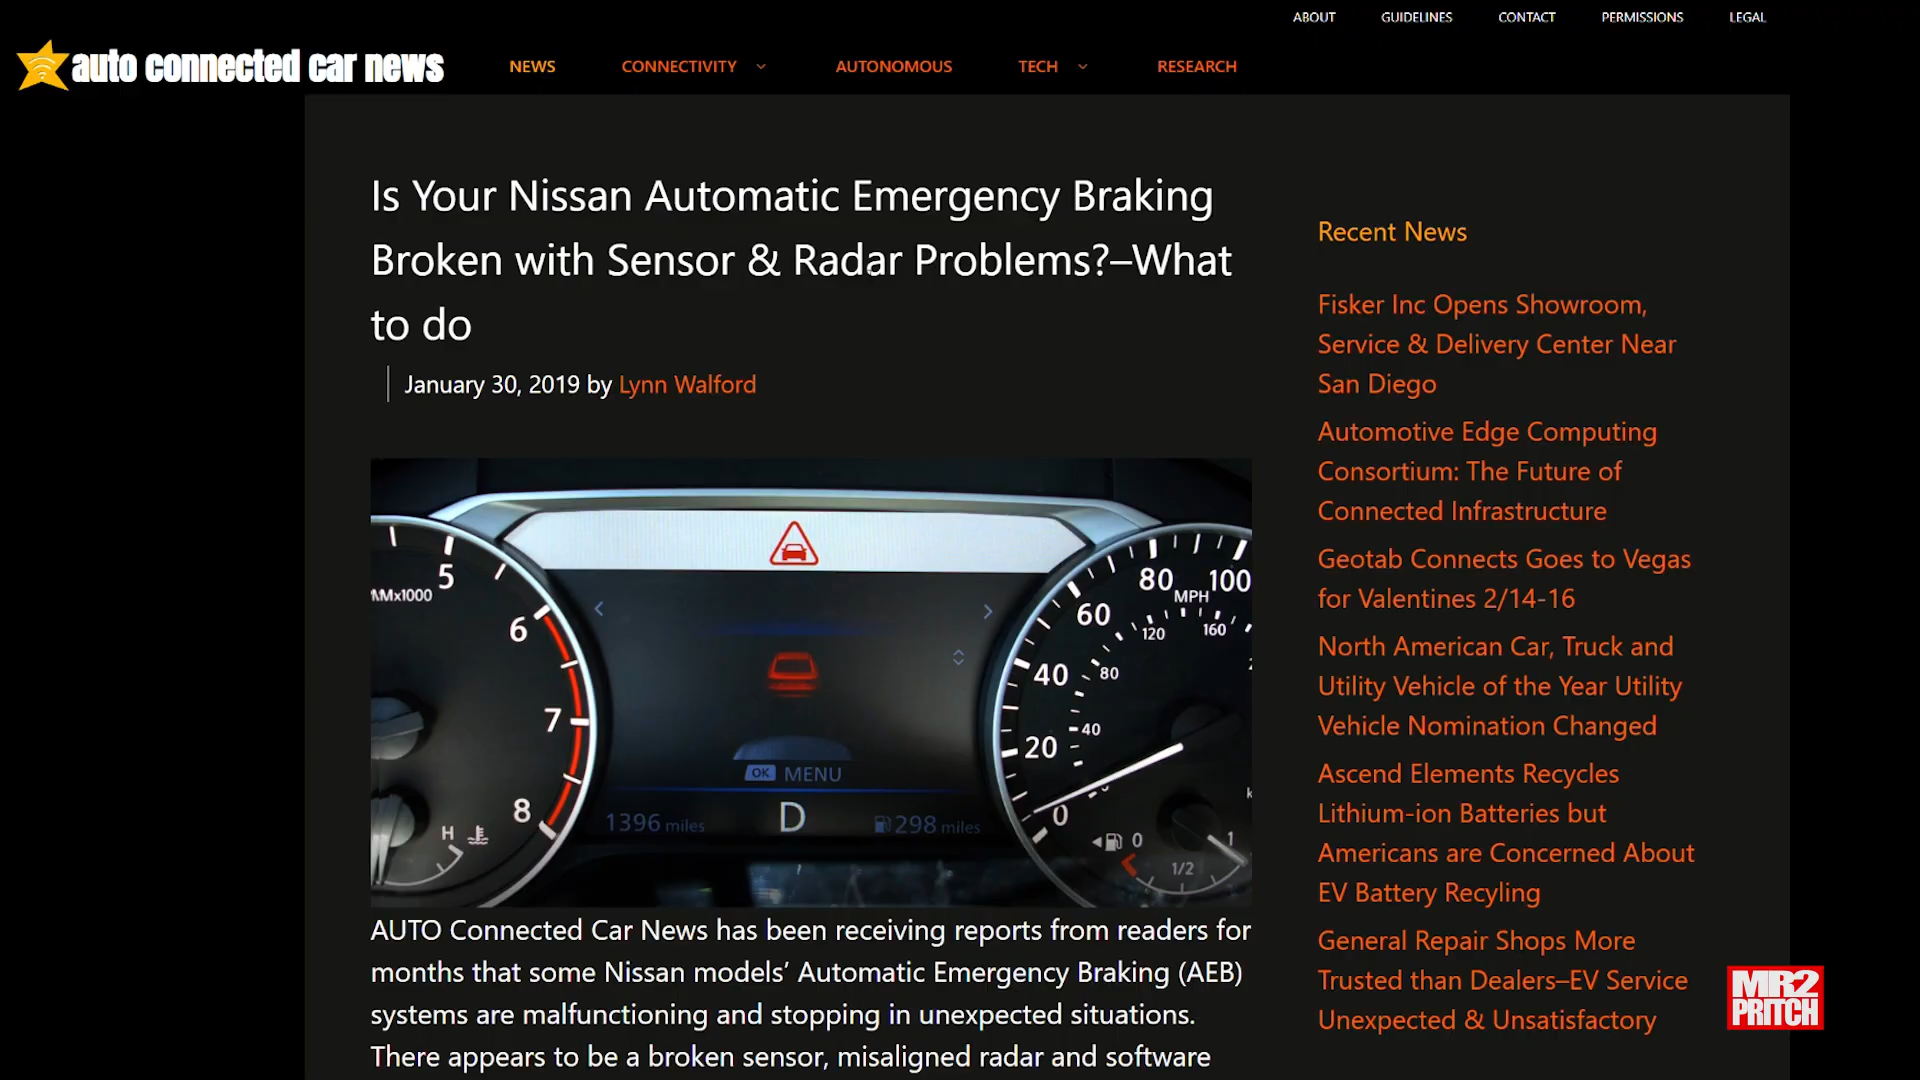 ABOUT GUIDELINES CONTACT PERMISSIONS LEGAL
auto connected car news
NEWS CONNECTIVITY AUTONOMOUS TECH RESEARCH
Is Your Nissan Automatic Emergency Braking
Broken with Sensor & Radar Problems?–What
to do
January 30, 2019 by Lynn Walford
5
x1000
6
7
8
H
OK MENU
1396 miles
D
298 miles
80 100
MPH
60
120 160
40
80
40
20
0
0
1/2
1
AUTO Connected Car News has been receiving reports from readers for
months that some Nissan models’ Automatic Emergency Braking (AEB)
systems are malfunctioning and stopping in unexpected situations.
There appears to be a broken sensor, misaligned radar and software
Recent News
Fisker Inc Opens Showroom,
Service & Delivery Center Near
San Diego
Automotive Edge Computing
Consortium: The Future of
Connected Infrastructure
Geotab Connects Goes to Vegas
for Valentines 2/14-16
North American Car, Truck and
Utility Vehicle of the Year Utility
Vehicle Nomination Changed
Ascend Elements Recycles
Lithium-ion Batteries but
Americans are Concerned About
EV Battery Recyling
General Repair Shops More
Trusted than Dealers–EV Service
Unexpected & Unsatisfactory
MR2
PRITCH